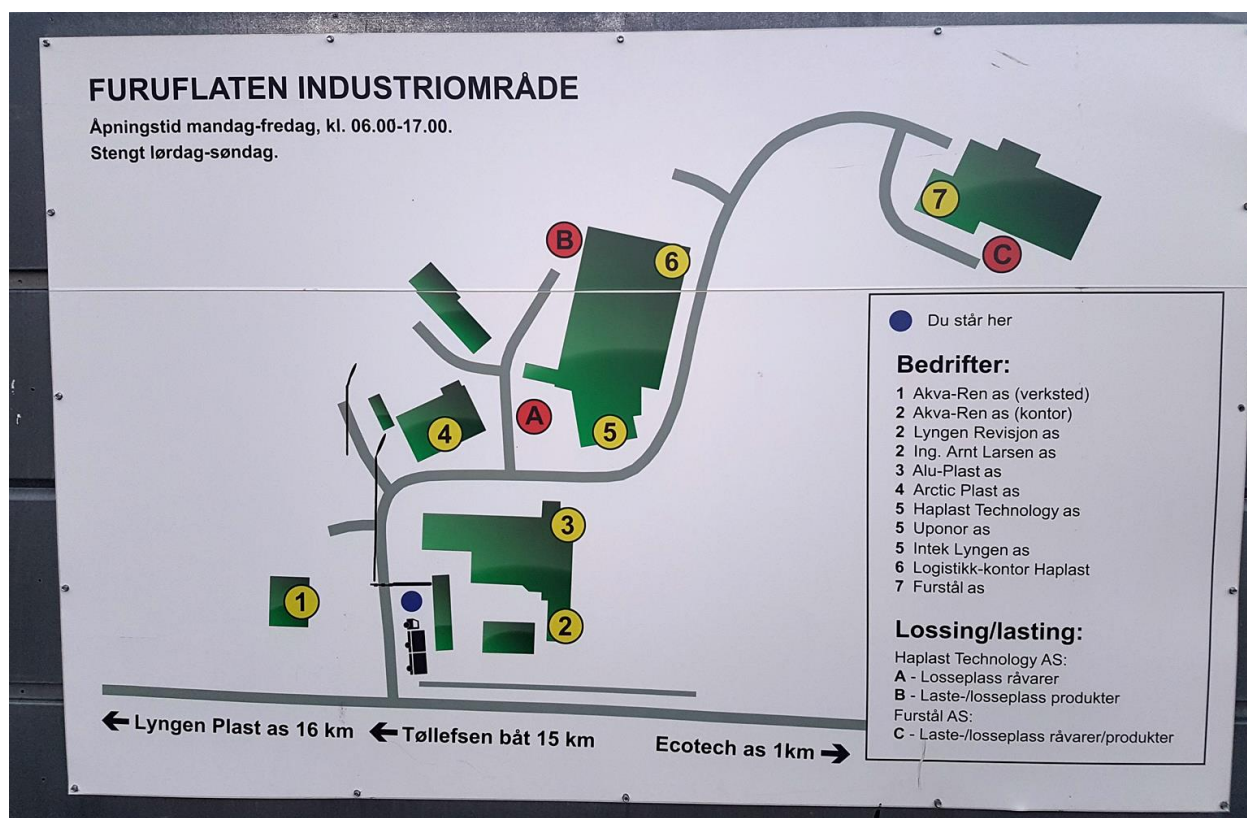 FURUFLATEN INDUSTRIOMRÅDE
Åpningstid mandag-fredag, kl. 06.00-17.00.
Stengt lørdag-søndag.
7
B
6
C
A
4
5
3
1
2
Du står her
Bedrifter:
1 Akva-Ren as (verksted)
2 Akva-Ren as (kontor)
2 Lyngen Revisjon as
2 Ing. Arnt Larsen as
3 Alu-Plast as
4 Arctic Plast as
5 Haplast Technology as
5 Uponor as
5 Intek Lyngen as
6 Logistikk-kontor Haplast
7 Furstål as
Lossing/lasting:
Haplast Technology AS:
A - Losseplass råvarer
B - Laste-/losseplass produkter
Furstål AS:
C - Laste-/losseplass råvarer/produkter
← Lyngen Plast as 16 km ← Tøllefsen båt 15 km Ecotech as 1km →